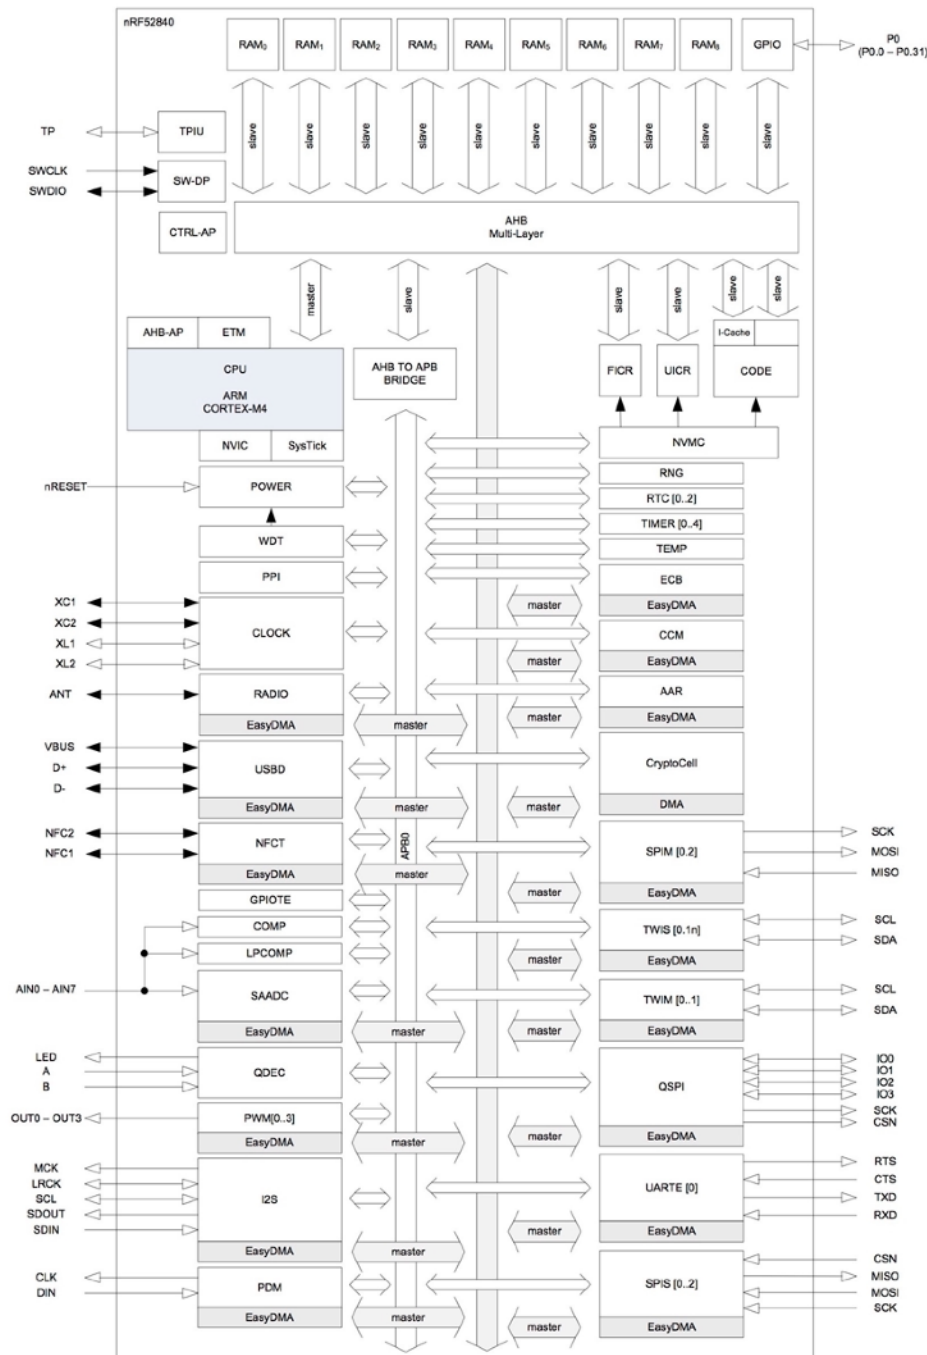 nRF52840
RAM0 RAM1 RAM2 RAM3 RAM4 RAM5 RAM6 RAM7 RAM8 GPIO
P0
(P0.0 – P0.31)
slave slave slave slave slave slave slave slave slave slave
TP
TPIU
SWCLK
SWDIO
SW-DP
CTRL-AP
AHB
Multi-Layer
master
slave
slave
slave
slave
slave
AHB-AP
ETM
CPU
ARM
CORTEX-M4
NVIC
SysTick
AHB TO APB
BRIDGE
FICR
UICR
I-Cache
CODE
NVMC
nRESET
POWER
WDT
PPI
XC1
XC2
XL1
XL2
CLOCK
ANT
RADIO
EasyDMA
master
VBUS
D+
D-
USBD
EasyDMA
master
NFC2
NFC1
NFCT
EasyDMA
master
APB0
GPIOTE
COMP
LPCOMP
AIN0 – AIN7
SAADC
EasyDMA
master
LED
A
B
QDEC
OUT0 – OUT3
PWM[0..3]
EasyDMA
master
MCK
LRCK
SCL
SDOUT
SDIN
I2S
EasyDMA
master
CLK
DIN
PDM
EasyDMA
master
RNG
RTC [0..2]
TIMER [0..4]
TEMP
ECB
master
EasyDMA
CCM
master
EasyDMA
AAR
master
EasyDMA
CryptoCell
master
DMA
SPIM [0.2]
SCK
MOSI
MISO
master
EasyDMA
TWIS [0.1n]
SCL
SDA
master
EasyDMA
TWIM [0..1]
SCL
SDA
master
EasyDMA
QSPI
IO0
IO1
IO2
IO3
SCK
CSN
master
EasyDMA
UARTE [0]
RTS
CTS
TXD
RXD
master
EasyDMA
SPIS [0..2]
CSN
MISO
MOSI
SCK
master
EasyDMA